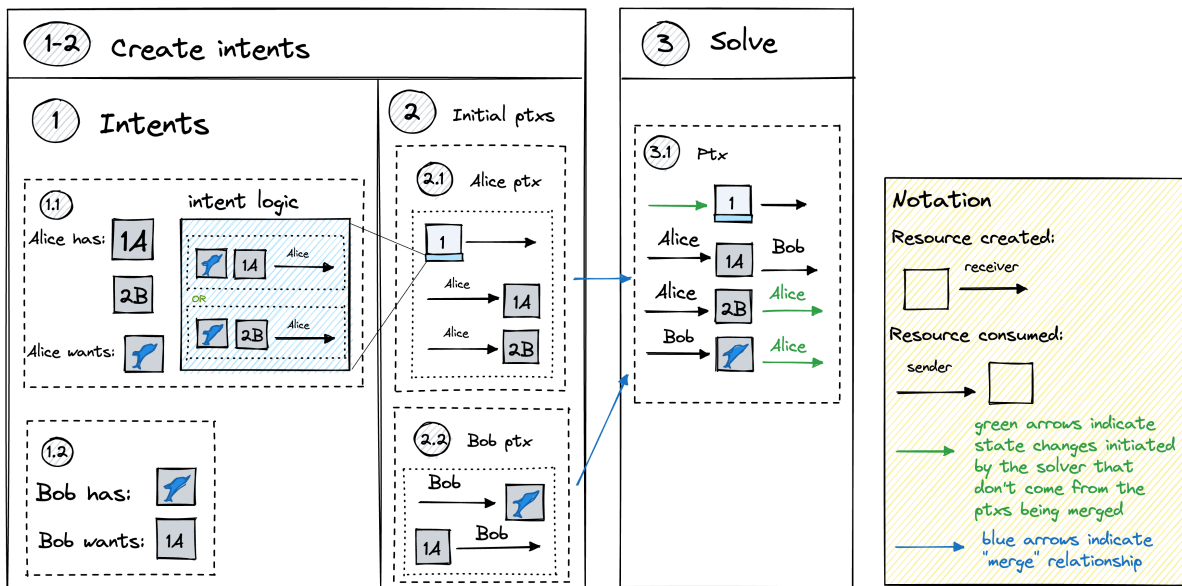 1-2 Create intents
1 Intents
1.1
intent logic
Alice has: 1A
2B
Alice wants:
1A Alice
OR
2B Alice
1.2
Bob has:
Bob wants: 1A
2 Initial ptxs
2.1 Alice ptx
1
Alice 1A
Alice 2B
2.2 Bob ptx
Bob
1A Bob
3 Solve
3.1 Ptx
1
Alice 1A Bob
Alice 2B Alice
Bob Alice
Notation
Resource created:
receiver
Resource consumed:
sender
green arrows indicate
state changes initiated
by the solver that
don't come from the
ptxs being merged
blue arrows indicate
"merge" relationship